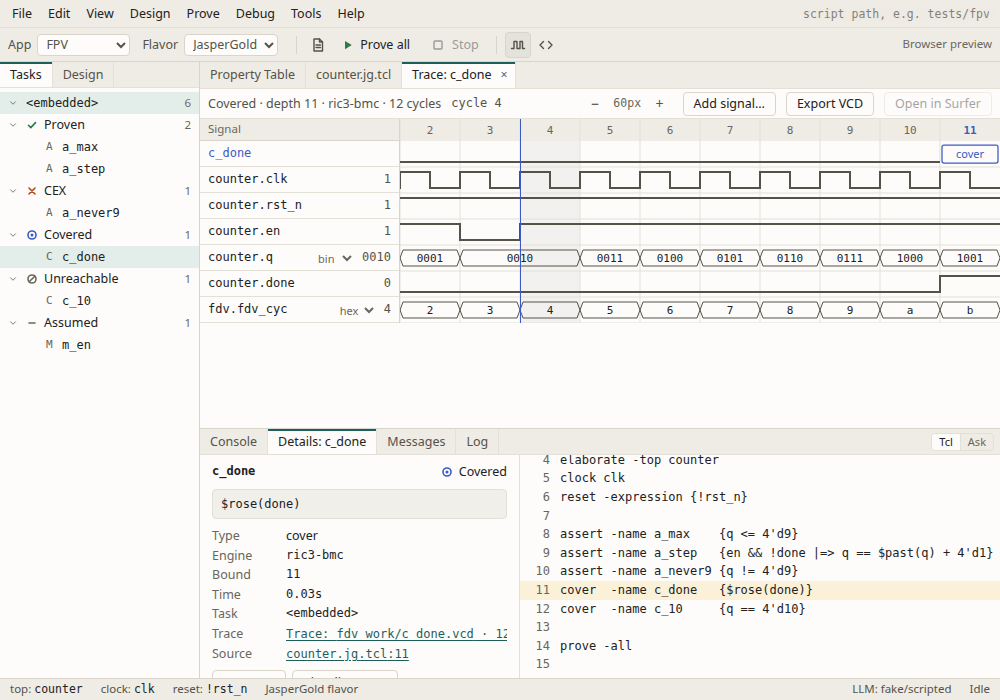 File Edit View Design Prove Debug Tools Help script path, e.g. tests/fpv
App FPV Flavor JasperGold Prove all Stop Browser preview
Tasks Design
<embedded> 6
Proven 2
A a_max
A a_step
CEX 1
A a_never9
Covered 1
C c_done
Unreachable 1
C c_10
Assumed 1
M m_en
Property Table counter.jg.tcl Trace: c_done ×
Covered · depth 11 · ric3-bmc · 12 cycles cycle 4 − 60px + Add signal... Export VCD Open in Surfer
Signal 2 3 4 5 6 7 8 9 10 11
c_done cover
counter.clk 1
counter.rst_n 1
counter.en 1
counter.q bin 0010 0001 0010 0011 0100 0101 0110 0111 1000 1001
counter.done 0
fdv.fdv_cyc hex 4 2 3 4 5 6 7 8 9 a b
Console Details: c_done Messages Log Tcl Ask
c_done Covered
$rose(done)
Type cover
Engine ric3-bmc
Bound 11
Time 0.03s
Task <embedded>
Trace Trace: fdv_work/c_done.vcd · 12
Source counter.jg.tcl:11
4 elaborate -top counter
5 clock clk
6 reset -expression {!rst_n}
7
8 assert -name a_max {q <= 4'd9}
9 assert -name a_step {en && !done |=> q == $past(q) + 4'd1}
10 assert -name a_never9 {q != 4'd9}
11 cover -name c_done {$rose(done)}
12 cover -name c_10 {q == 4'd10}
13
14 prove -all
15
top: counter clock: clk reset: !rst_n JasperGold flavor LLM: fake/scripted Idle